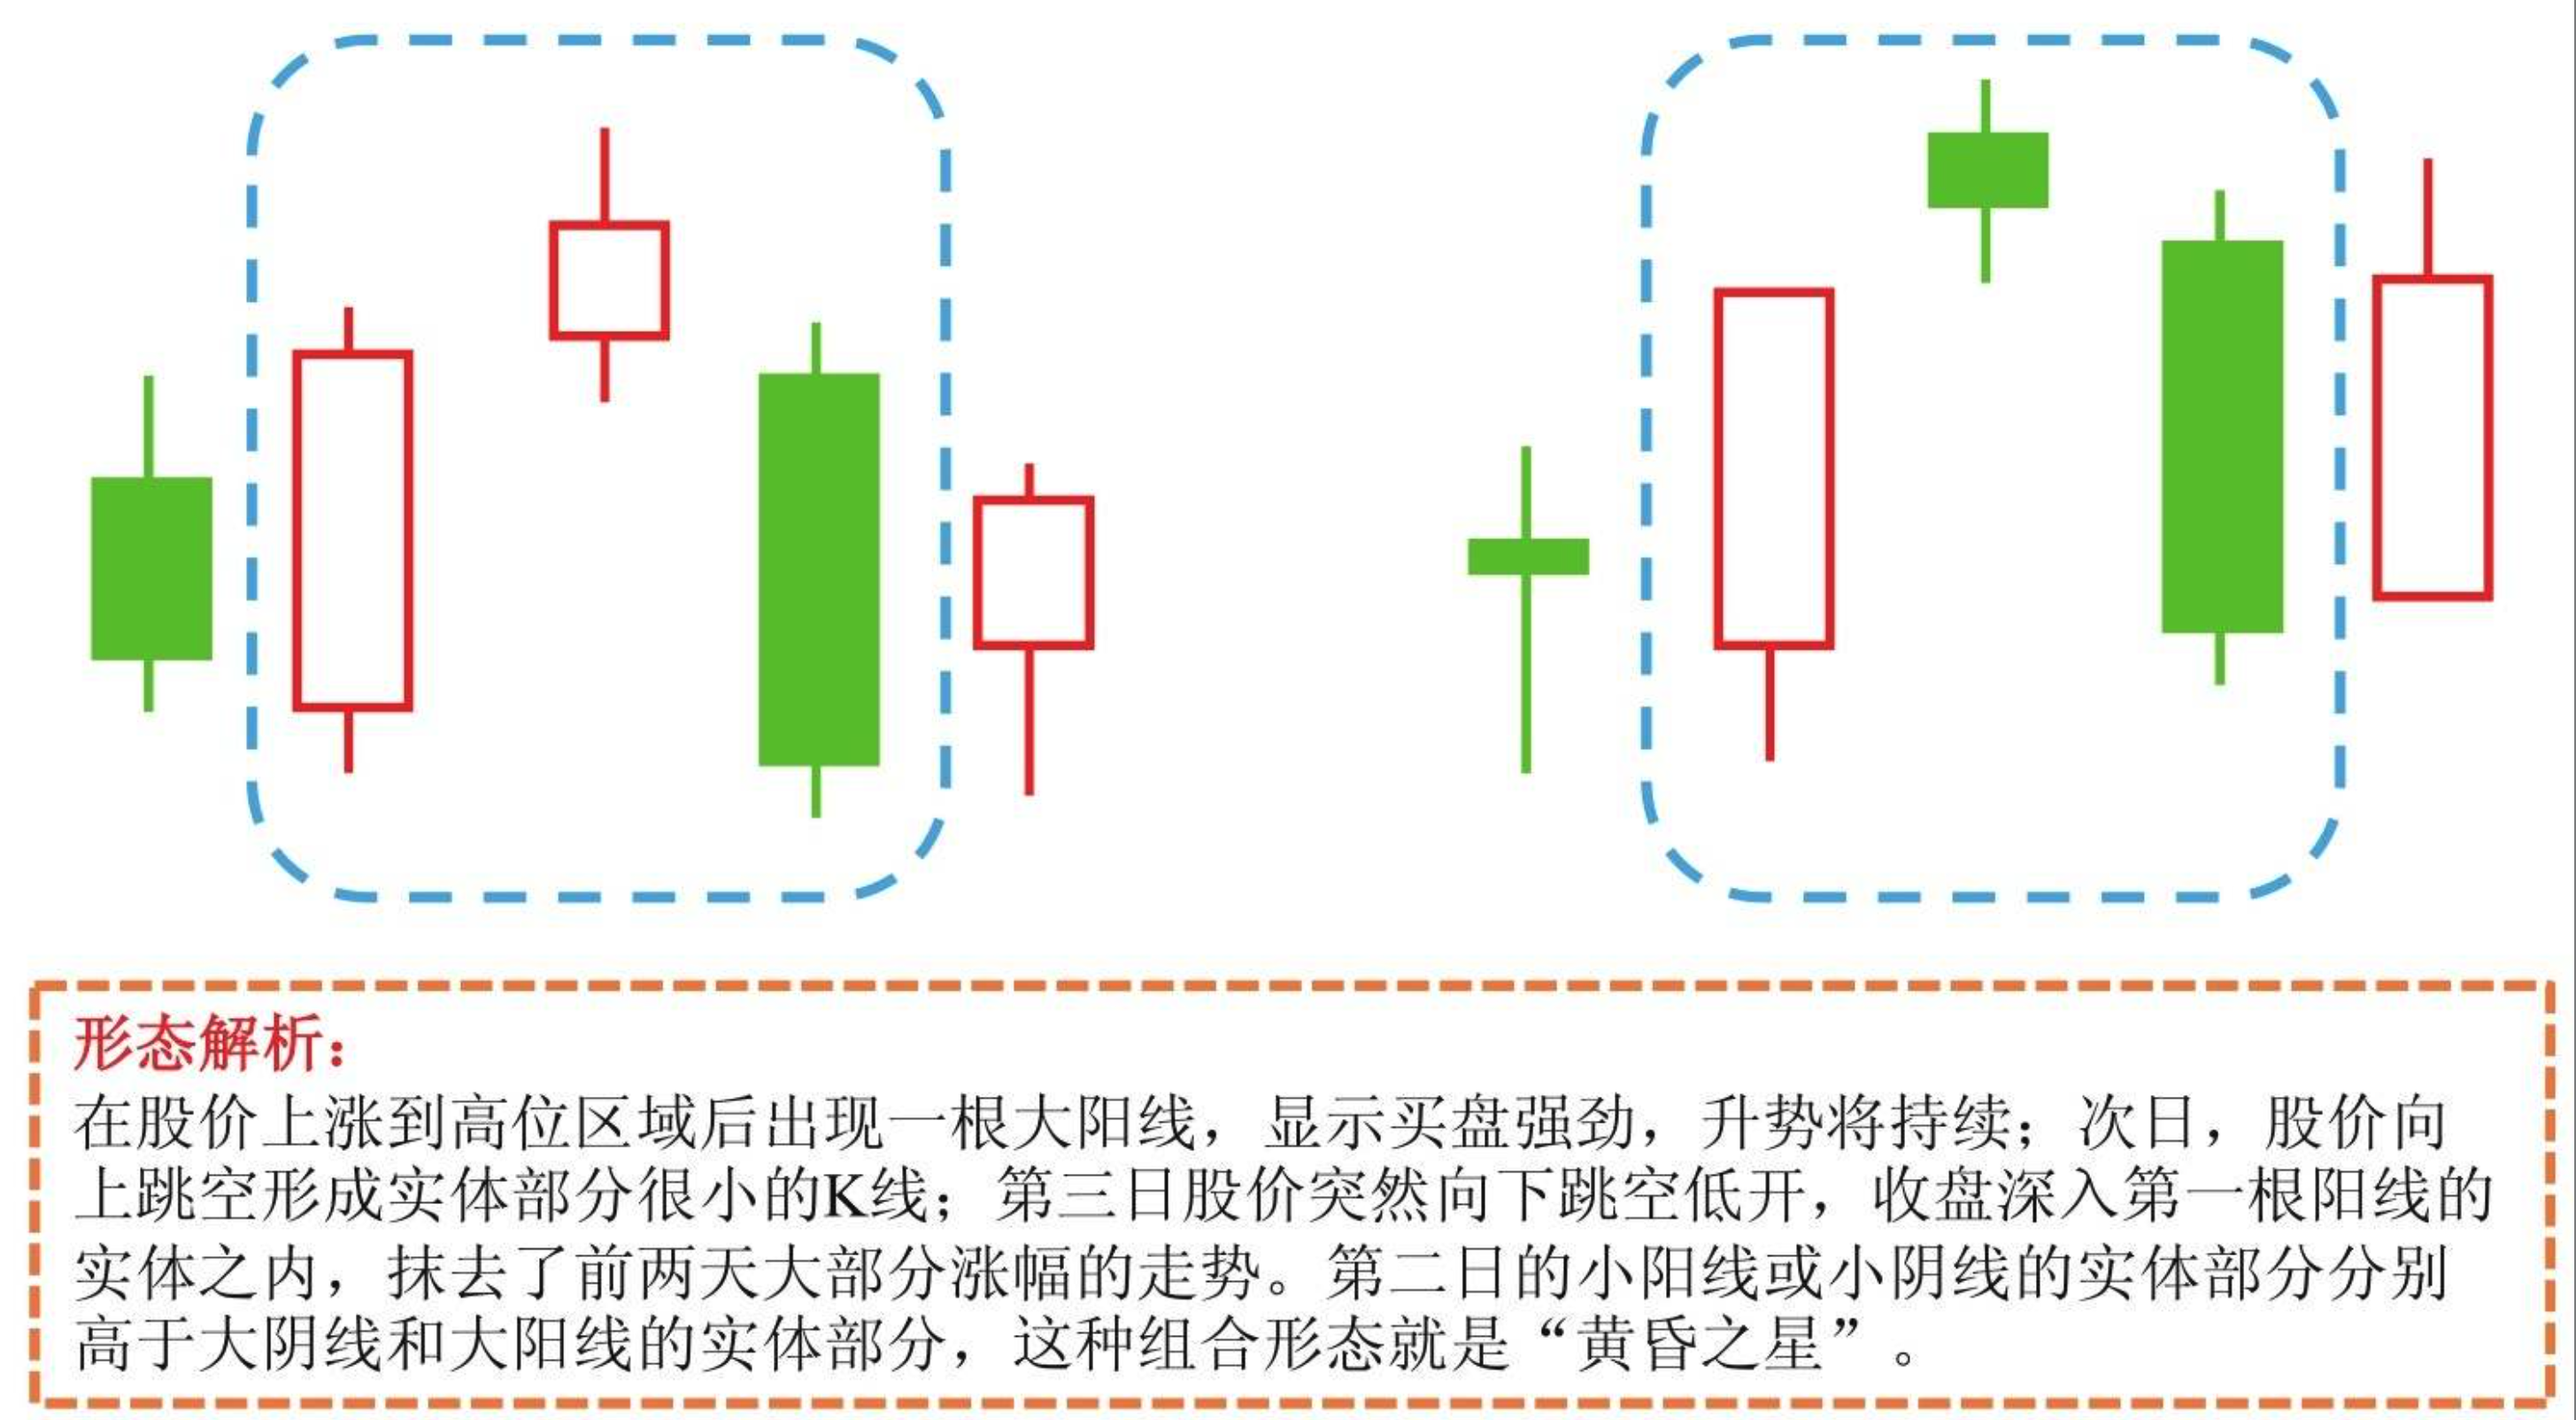 形态解析：
在股价上涨到高位区域后出现一根大阳线，显示买盘强劲，升势将持续；次日，股价向
上跳空形成实体部分很小的K线；第三日股价突然向下跳空低开，收盘深入第一根阳线的
实体之内，抹去了前两天大部分涨幅的走势。第二日的小阳线或小阴线的实体部分分别
高于大阴线和大阳线的实体部分，这种组合形态就是“黄昏之星”。